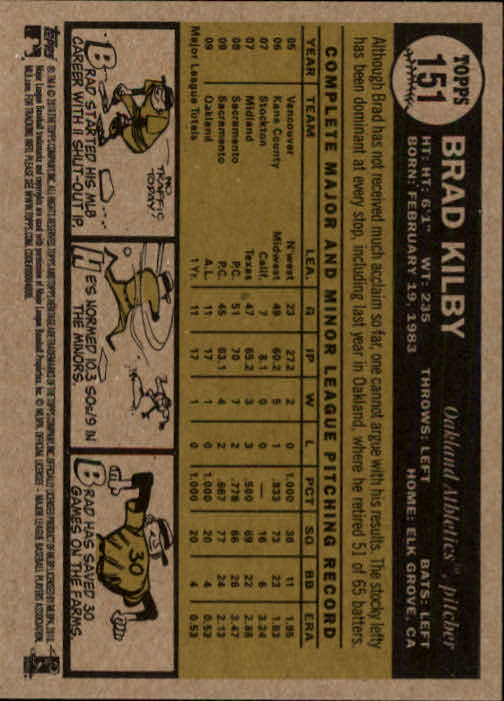 TOPPS
151
BRAD KILBY
Oakland Athletics™, pitcher
HT: HT: 6'1" WT: 235 THROWS: LEFT BATS: LEFT
BORN: FEBRUARY 19, 1983 HOME: ELK GROVE, CA
Although Brad has not received much acclaim so far, one cannot argue with his results. The stocky lefty
has been dominant at every stop, including last year in Oakland, where he retired 51 of 65 batters.
COMPLETE MAJOR AND MINOR LEAGUE PITCHING RECORD
YEAR TEAM LEA. G IP W L PCT SO BB ERA
05 Vancouver N'west 23 27.2 2 0 1.000 36 11 1.95
06 Kane County Midwest 49 60.2 5 1 .833 73 23 1.63
07 Stockton Calif. 7 8.1 0 0 — 16 6 3.24
07 Midland Texas 47 65.2 3 3 .500 69 22 2.88
08 Sacramento P.C. 51 70 7 2 .778 66 26 3.47
09 Sacramento P.C. 45 63.1 4 2 .667 77 24 2.13
09 Oakland A.L. 11 17 1 0 1.000 20 4 0.53
Major League Totals 1 Yr. 11 17 1 0 1.000 20 4 0.53
NO TRAFFIC TODAY!
BRAD STARTED HIS MLB
CAREER WITH 11 SHUT-OUT IP.
HE'S NORMED 10.3 SOs/9 IN
THE MINORS.
30
BRAD HAS SAVED 30
GAMES ON THE FARMS.